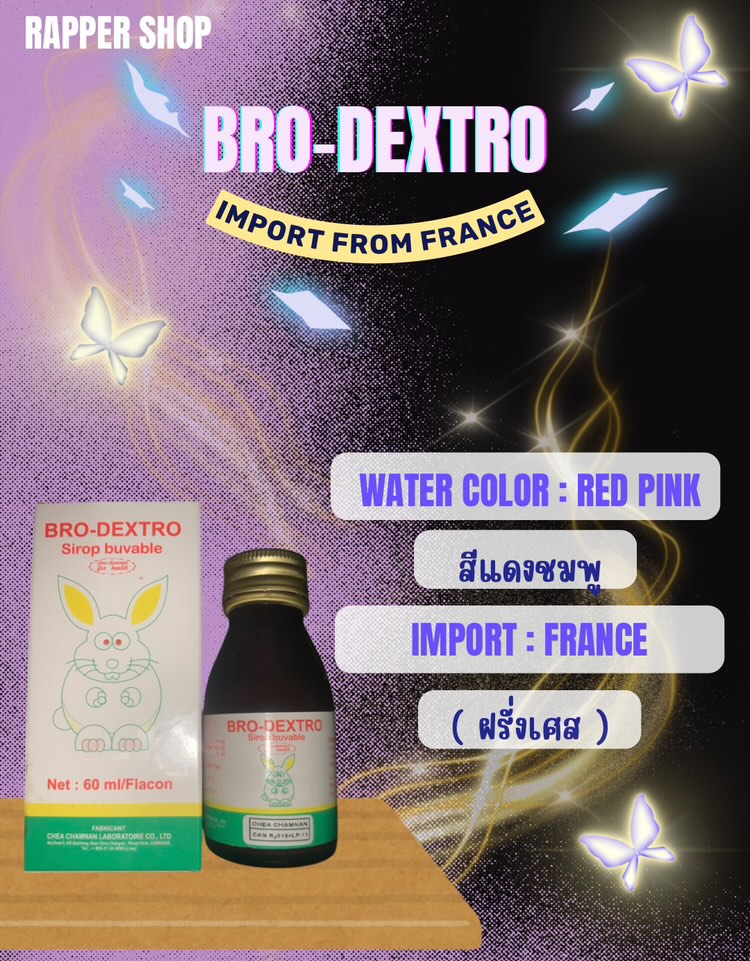 RAPPER SHOP
BRO-DEXTRO
IMPORT FROM FRANCE
WATER COLOR : RED PINK
สีแดงชมพู
IMPORT : FRANCE
( ฝรั่งเศส )
BRO-DEXTRO
Sirop buvable
for health
Net : 60 ml/Flacon
FABRICANT
CHEA CHAMNAN LABORATOIRE CO., LTD
BRO-DEXTRO
Sirop buvable
CHEA CHAMNAN